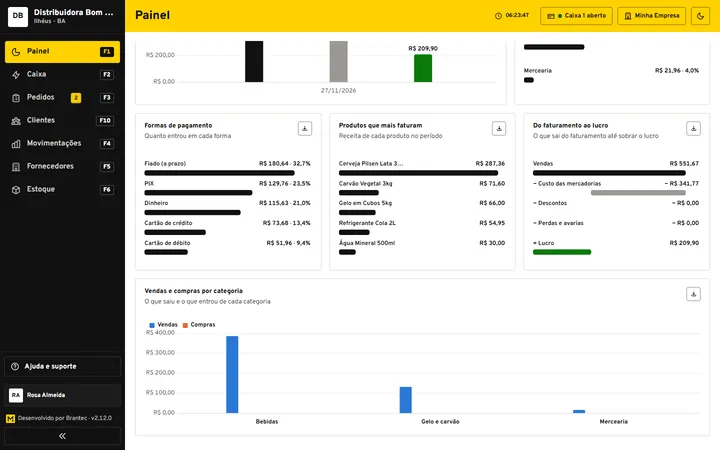 DB
Distribuidora Bom ...
Ilhéus - BA
Painel F1
Caixa F2
Pedidos 2 F3
Clientes F10
Movimentações F4
Fornecedores F5
Estoque F6
Ajuda e suporte
RA Rosa Almeida
Desenvolvido por Brantec - v2.12.0
Painel
06:23:47
Caixa 1 aberto
Minha Empresa
R$ 209,90
R$ 200,00
R$ 0,00
27/11/2026
Mercearia R$ 21,96 · 4,0%
Formas de pagamento
Quanto entrou em cada forma
Fiado (a prazo) R$ 180,64 · 32,7%
PIX R$ 129,76 · 23,5%
Dinheiro R$ 115,63 · 21,0%
Cartão de crédito R$ 73,68 · 13,4%
Cartão de débito R$ 51,96 · 9,4%
Produtos que mais faturam
Receita de cada produto no período
Cerveja Pilsen Lata 3... R$ 287,36
Carvão Vegetal 3kg R$ 71,60
Gelo em Cubos 5kg R$ 66,00
Refrigerante Cola 2L R$ 54,95
Água Mineral 500ml R$ 30,00
Do faturamento ao lucro
O que sai do faturamento até sobrar o lucro
Vendas R$ 551,67
− Custo das mercadorias − R$ 341,77
− Descontos − R$ 0,00
− Perdas e avarias − R$ 0,00
= Lucro R$ 209,90
Vendas e compras por categoria
O que saiu e o que entrou de cada categoria
Vendas Compras
R$ 400,00
R$ 300,00
R$ 200,00
R$ 100,00
R$ 0,00
Bebidas Gelo e carvão Mercearia